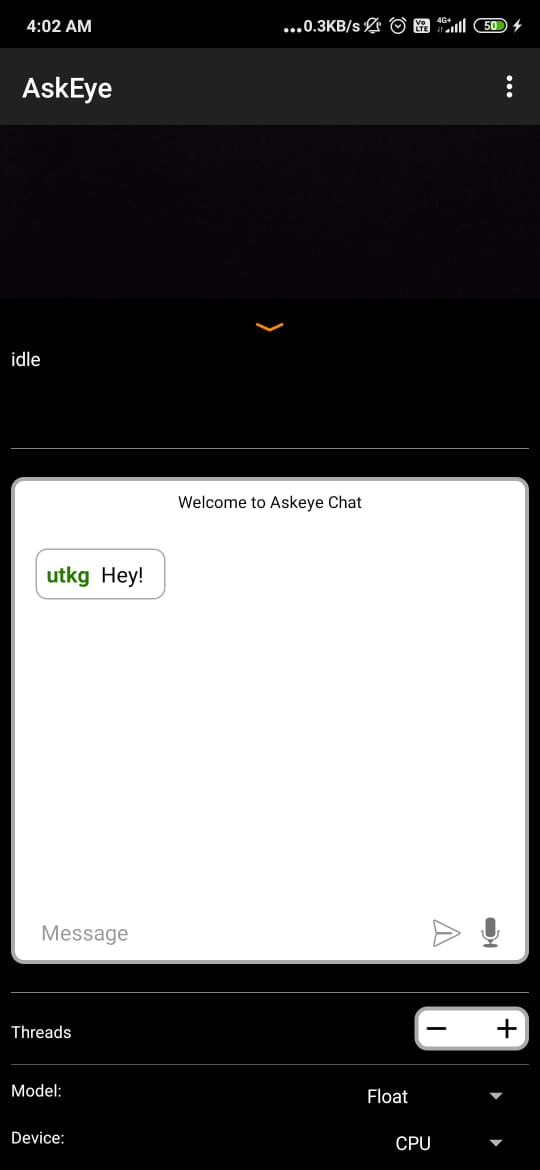 4:02 AM ...0.3KB/s Vo LTE 4G+ 50
AskEye
idle
Welcome to Askeye Chat
utkg Hey!
Message
Threads − +
Model: Float
Device: CPU